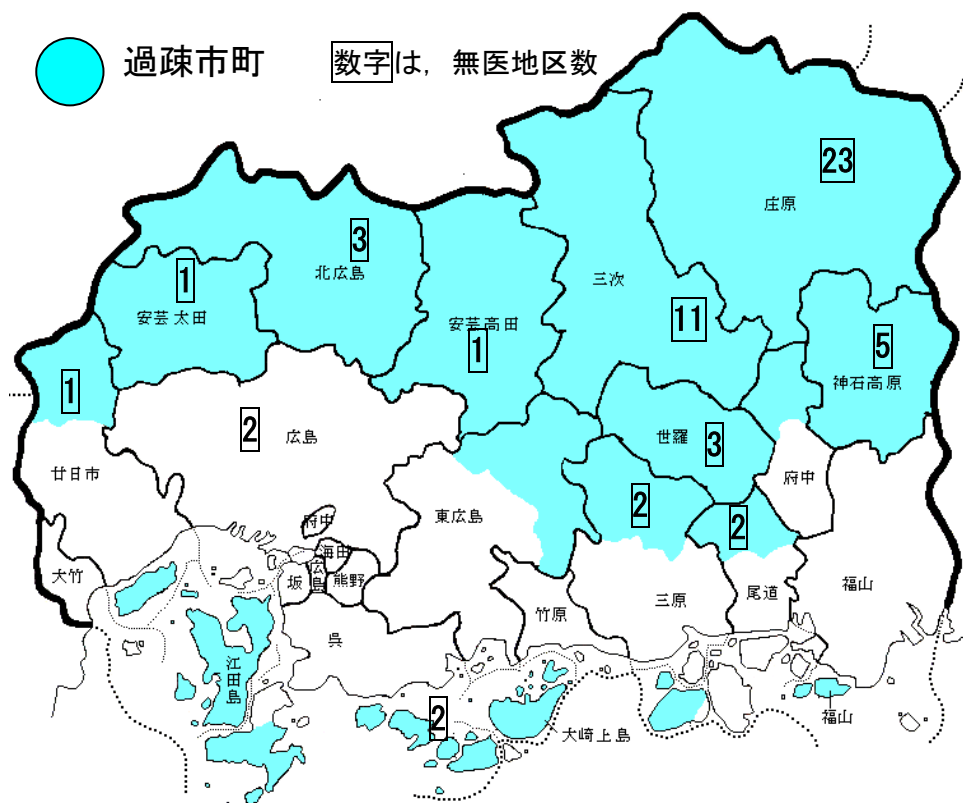 過疎市町
数字は，無医地区数
23
庄原
3
北広島
1
安芸太田
三次
11
安芸高田
1
5
神石高原
1
2
広島
世羅
3
廿日市
府中
2
2
東広島
府中
海田
大竹
坂
広島
熊野
竹原
三原
尾道
福山
呉
江田島
2
大崎上島
福山